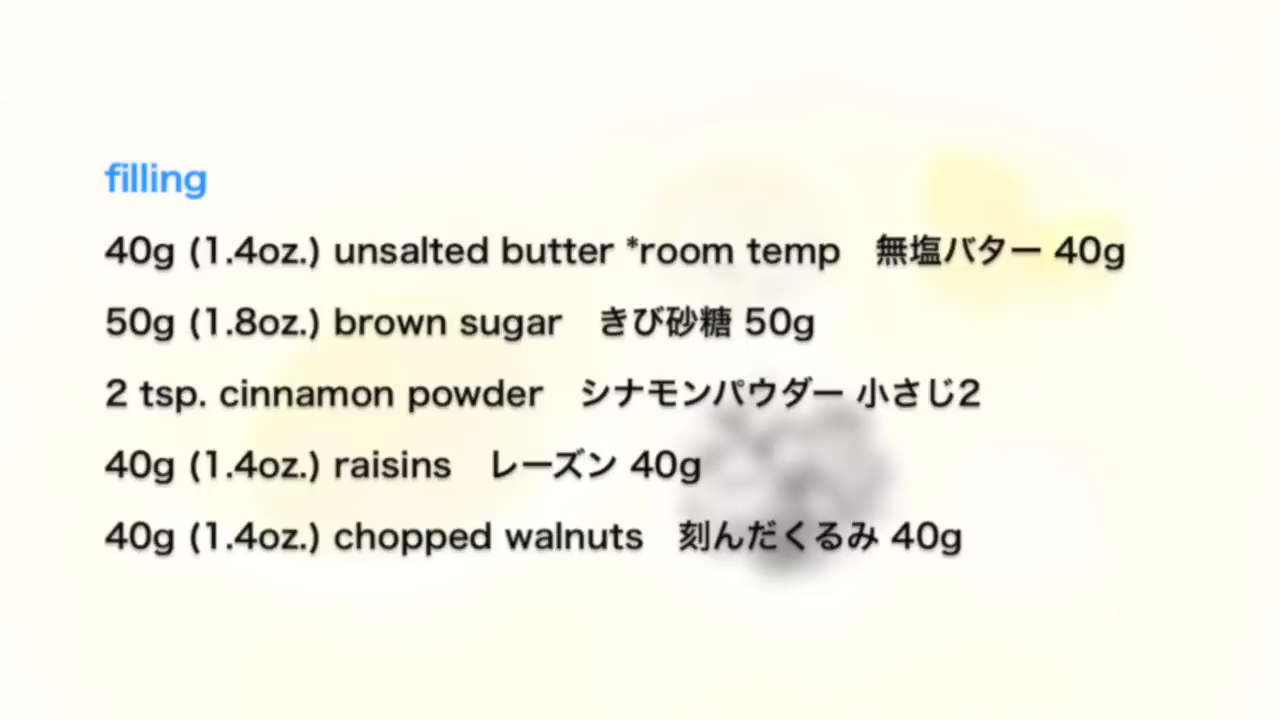 filling
40g (1.4oz.) unsalted butter *room temp　無塩バター 40g
50g (1.8oz.) brown sugar　きび砂糖 50g
2 tsp. cinnamon powder　シナモンパウダー 小さじ2
40g (1.4oz.) raisins　レーズン 40g
40g (1.4oz.) chopped walnuts　刻んだくるみ 40g